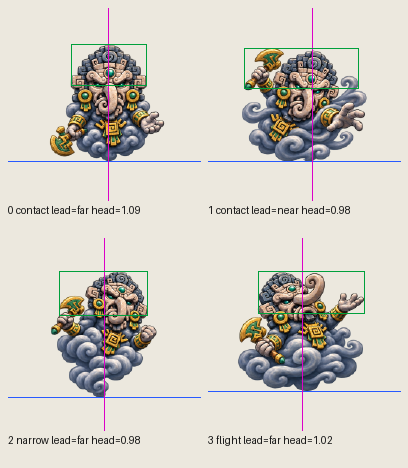 0 contact lead=far head=1.09
1 contact lead=near head=0.98
2 narrow lead=far head=0.98
3 flight lead=far head=1.02